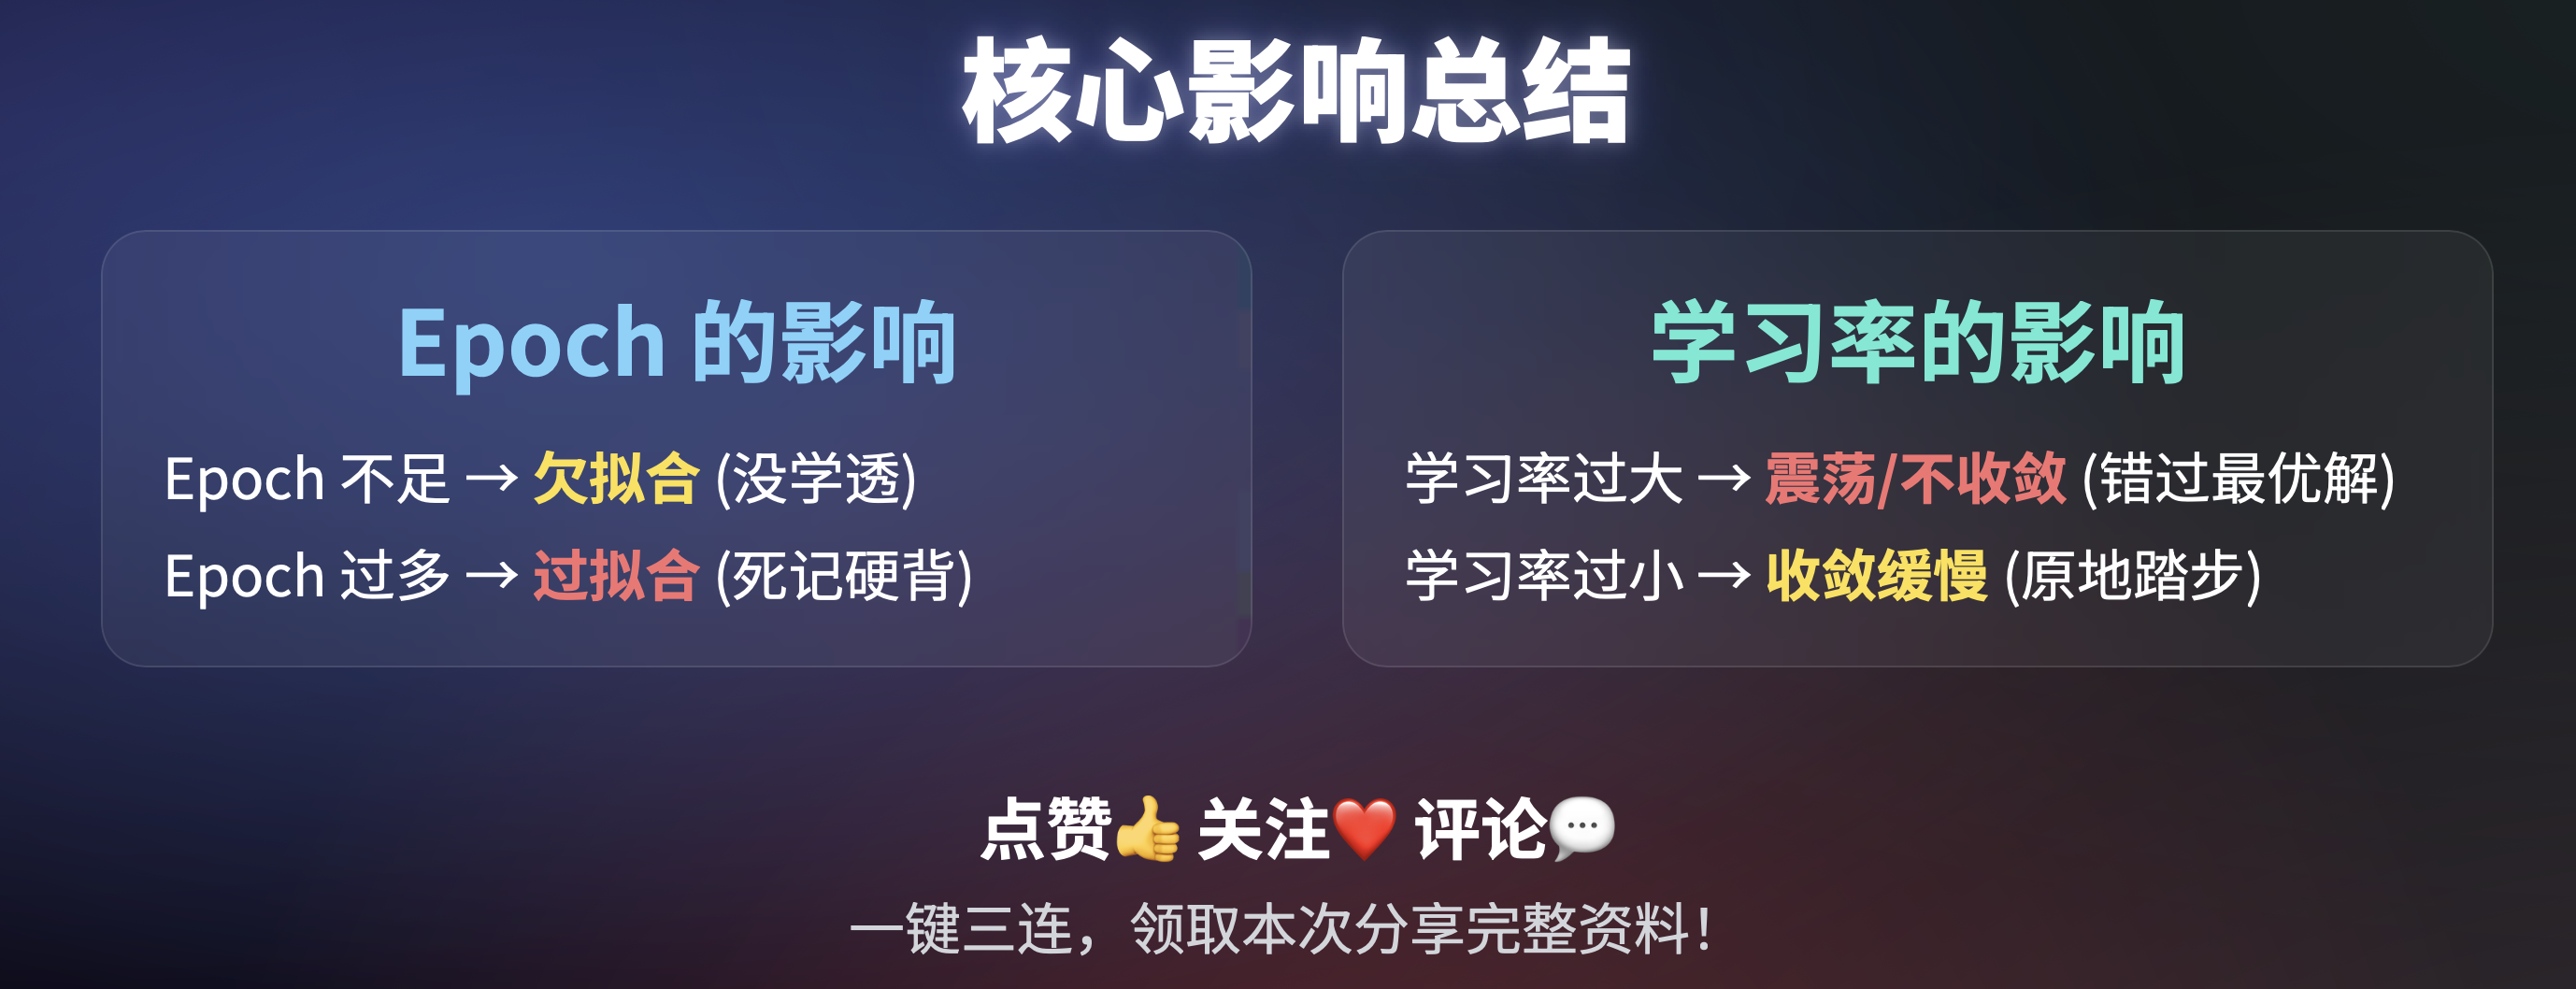 核心影响总结
Epoch 的影响
Epoch 不足 → 欠拟合 (没学透)
Epoch 过多 → 过拟合 (死记硬背)
学习率的影响
学习率过大 → 震荡/不收敛 (错过最优解)
学习率过小 → 收敛缓慢 (原地踏步)
点赞👍 关注❤️ 评论💬
一键三连，领取本次分享完整资料！